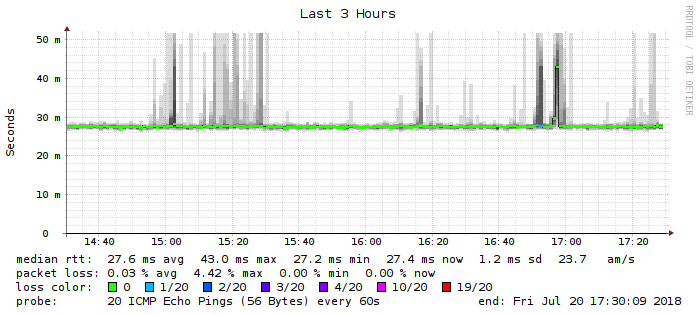 Last 3 Hours
RRDTOOL / TOBI OETIKER
Seconds
50 m
40 m
30 m
20 m
10 m
0
14:40 15:00 15:20 15:40 16:00 16:20 16:40 17:00 17:20
median rtt: 27.6 ms avg 43.0 ms max 27.2 ms min 27.4 ms now 1.2 ms sd 23.7 am/s
packet loss: 0.03 % avg 4.42 % max 0.00 % min 0.00 % now
loss color: 0 1/20 2/20 3/20 4/20 10/20 19/20
probe: 20 ICMP Echo Pings (56 Bytes) every 60s end: Fri Jul 20 17:30:09 2018